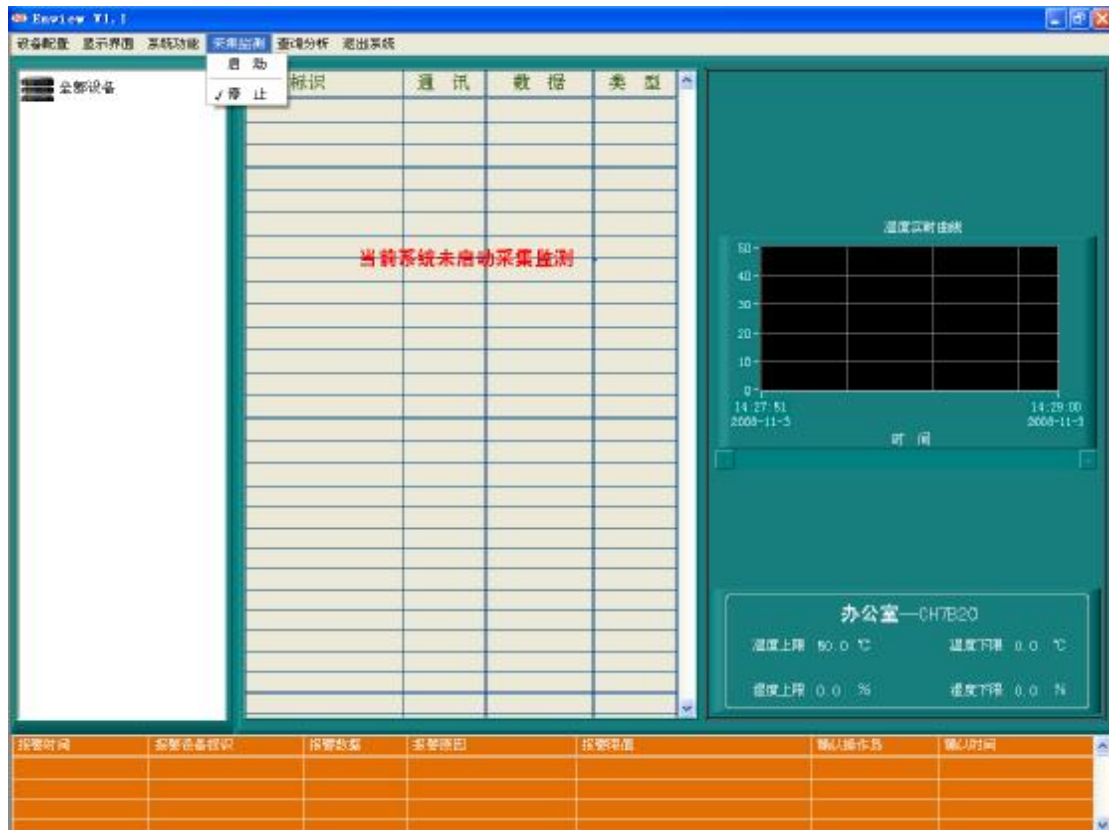 Enview V1.1
设备配置 显示界面 系统功能 采集监测 查询分析 退出系统
启 动
✓停 止
全部设备
标识 通 讯 数 据 类 型
当前系统未启动采集监测
温度实时曲线
50
40
30
20
10
0
14:27:51 14:29:00
2008-11-3 2008-11-3
时 间
办公室—CH7B20
温度上限 50.0 ℃ 温度下限 0.0 ℃
湿度上限 0.0 % 湿度下限 0.0 %
报警时间 报警设备标识 报警数据 报警原因 报警限值 确认操作员 确认时间